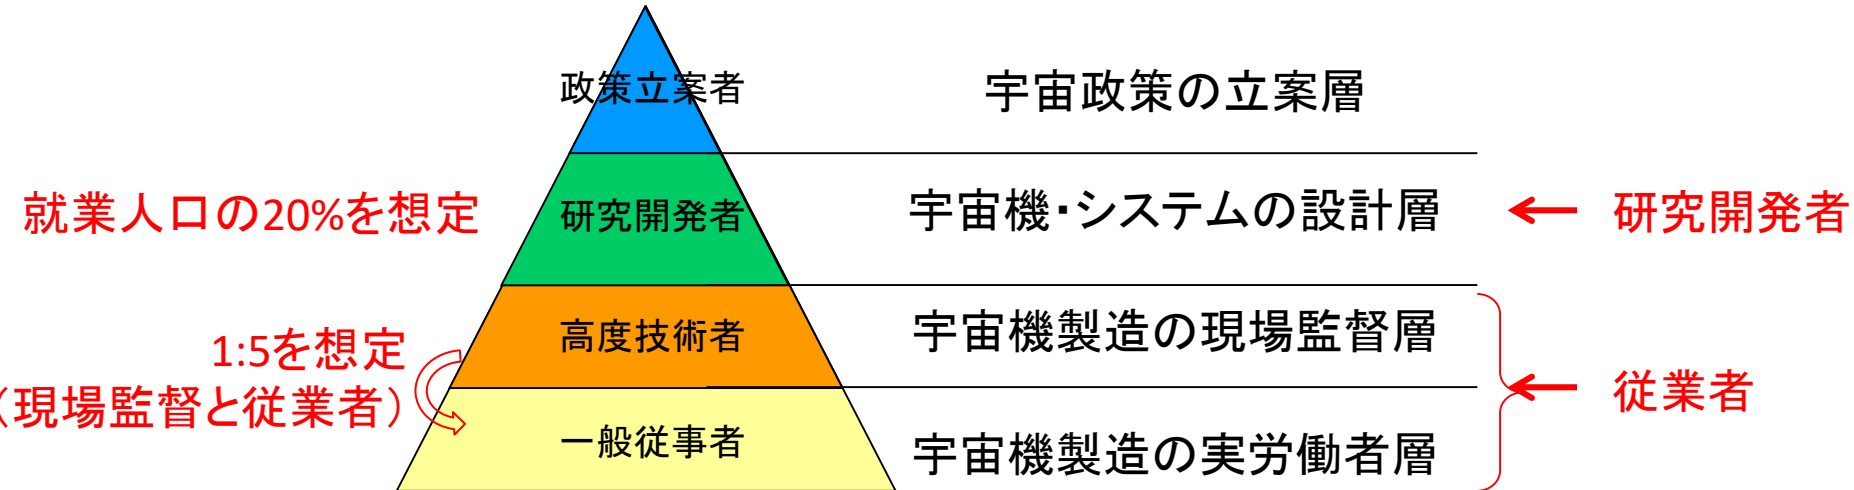 政策立案者
宇宙政策の立案層
就業人口の20%を想定
研究開発者
宇宙機・システムの設計層
研究開発者
1:5を想定
（現場監督と従業者）
高度技術者
宇宙機製造の現場監督層
従業者
一般従事者
宇宙機製造の実労働者層